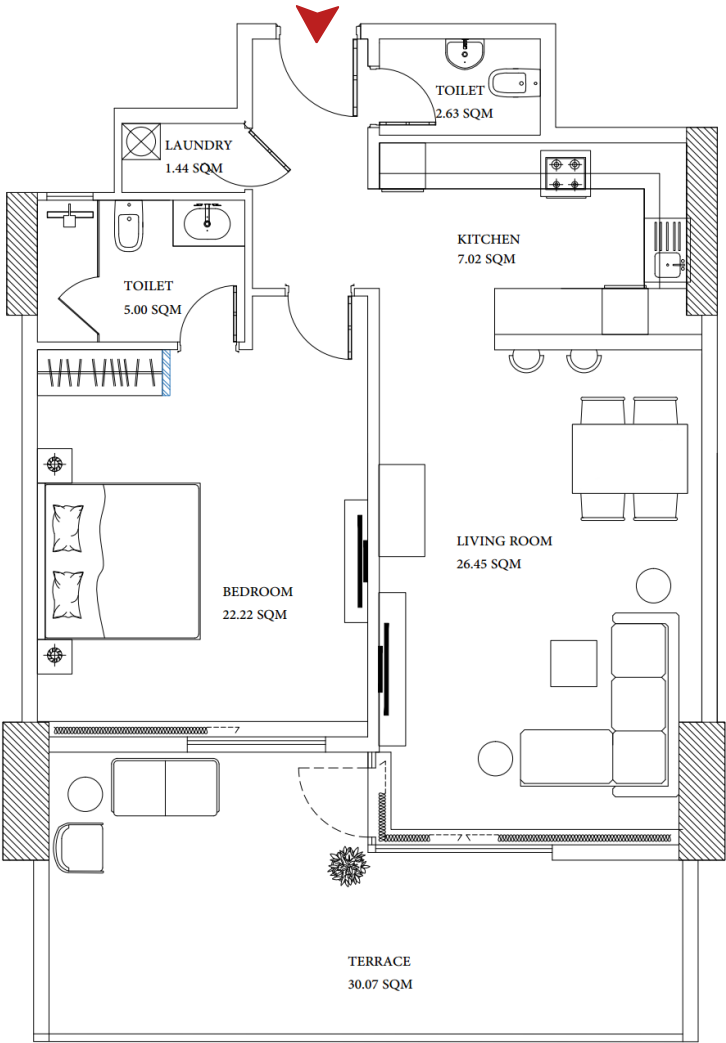 TOILET
2.63 SQM
LAUNDRY
1.44 SQM
KITCHEN
7.02 SQM
TOILET
5.00 SQM
LIVING ROOM
26.45 SQM
BEDROOM
22.22 SQM
TERRACE
30.07 SQM